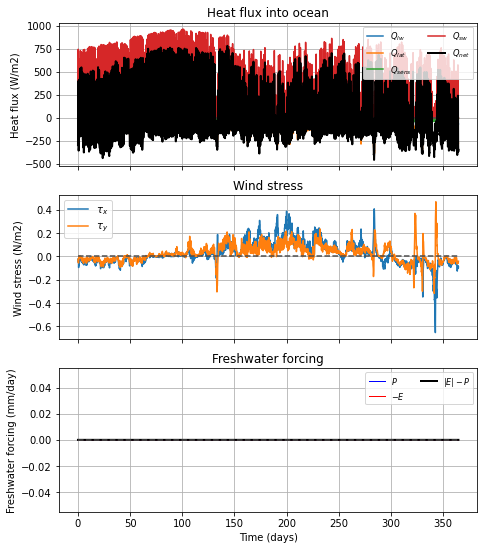 Heat flux into ocean
Heat flux (W/m2)
1000
750
500
250
0
−250
−500
Q_lw
Q_lat
Q_sens
Q_sw
Q_net
Wind stress
Wind stress (N/m2)
0.4
0.2
0.0
−0.2
−0.4
−0.6
τ_x
τ_y
Freshwater forcing
Freshwater forcing (mm/day)
0.04
0.02
0.00
−0.02
−0.04
P
−E
|E| − P
0 50 100 150 200 250 300 350
Time (days)